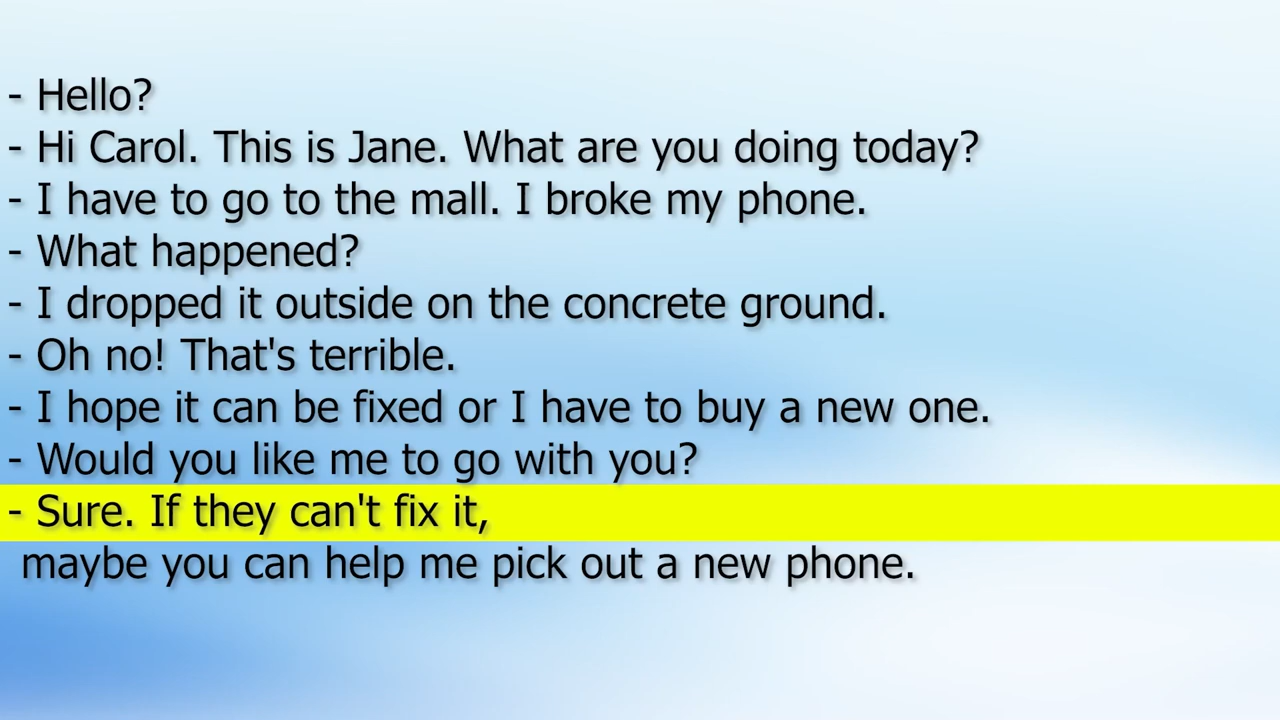 - Hello?
- Hi Carol. This is Jane. What are you doing today?
- I have to go to the mall. I broke my phone.
- What happened?
- I dropped it outside on the concrete ground.
- Oh no! That's terrible.
- I hope it can be fixed or I have to buy a new one.
- Would you like me to go with you?
- Sure. If they can't fix it,
maybe you can help me pick out a new phone.